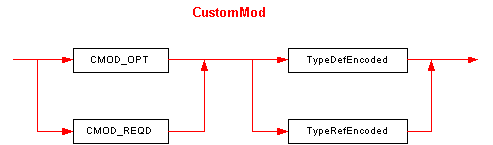 CustomMod
CMOD_OPT
TypeDefEncoded
CMOD_REQD
TypeRefEncoded